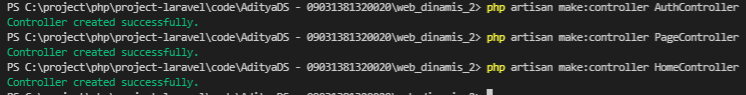 PS C:\project\php\project-laravel\code\AdityaDS - 09031381320020\web_dinamis_2> php artisan make:controller AuthController
Controller created successfully.
PS C:\project\php\project-laravel\code\AdityaDS - 09031381320020\web_dinamis_2> php artisan make:controller PageController
Controller created successfully.
PS C:\project\php\project-laravel\code\AdityaDS - 09031381320020\web_dinamis_2> php artisan make:controller HomeController
Controller created successfully.